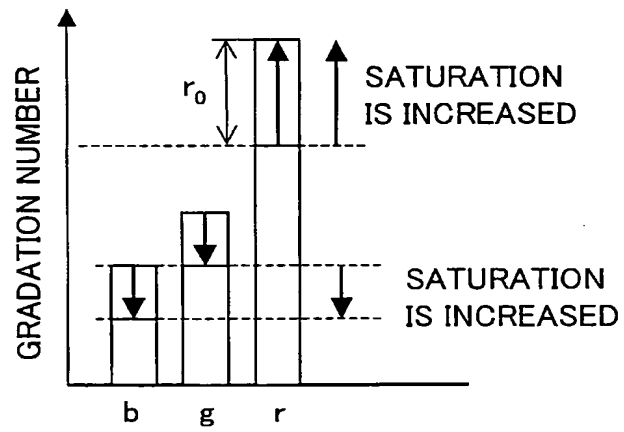 GRADATION NUMBER
r₀
SATURATION
IS INCREASED
SATURATION
IS INCREASED
b g r